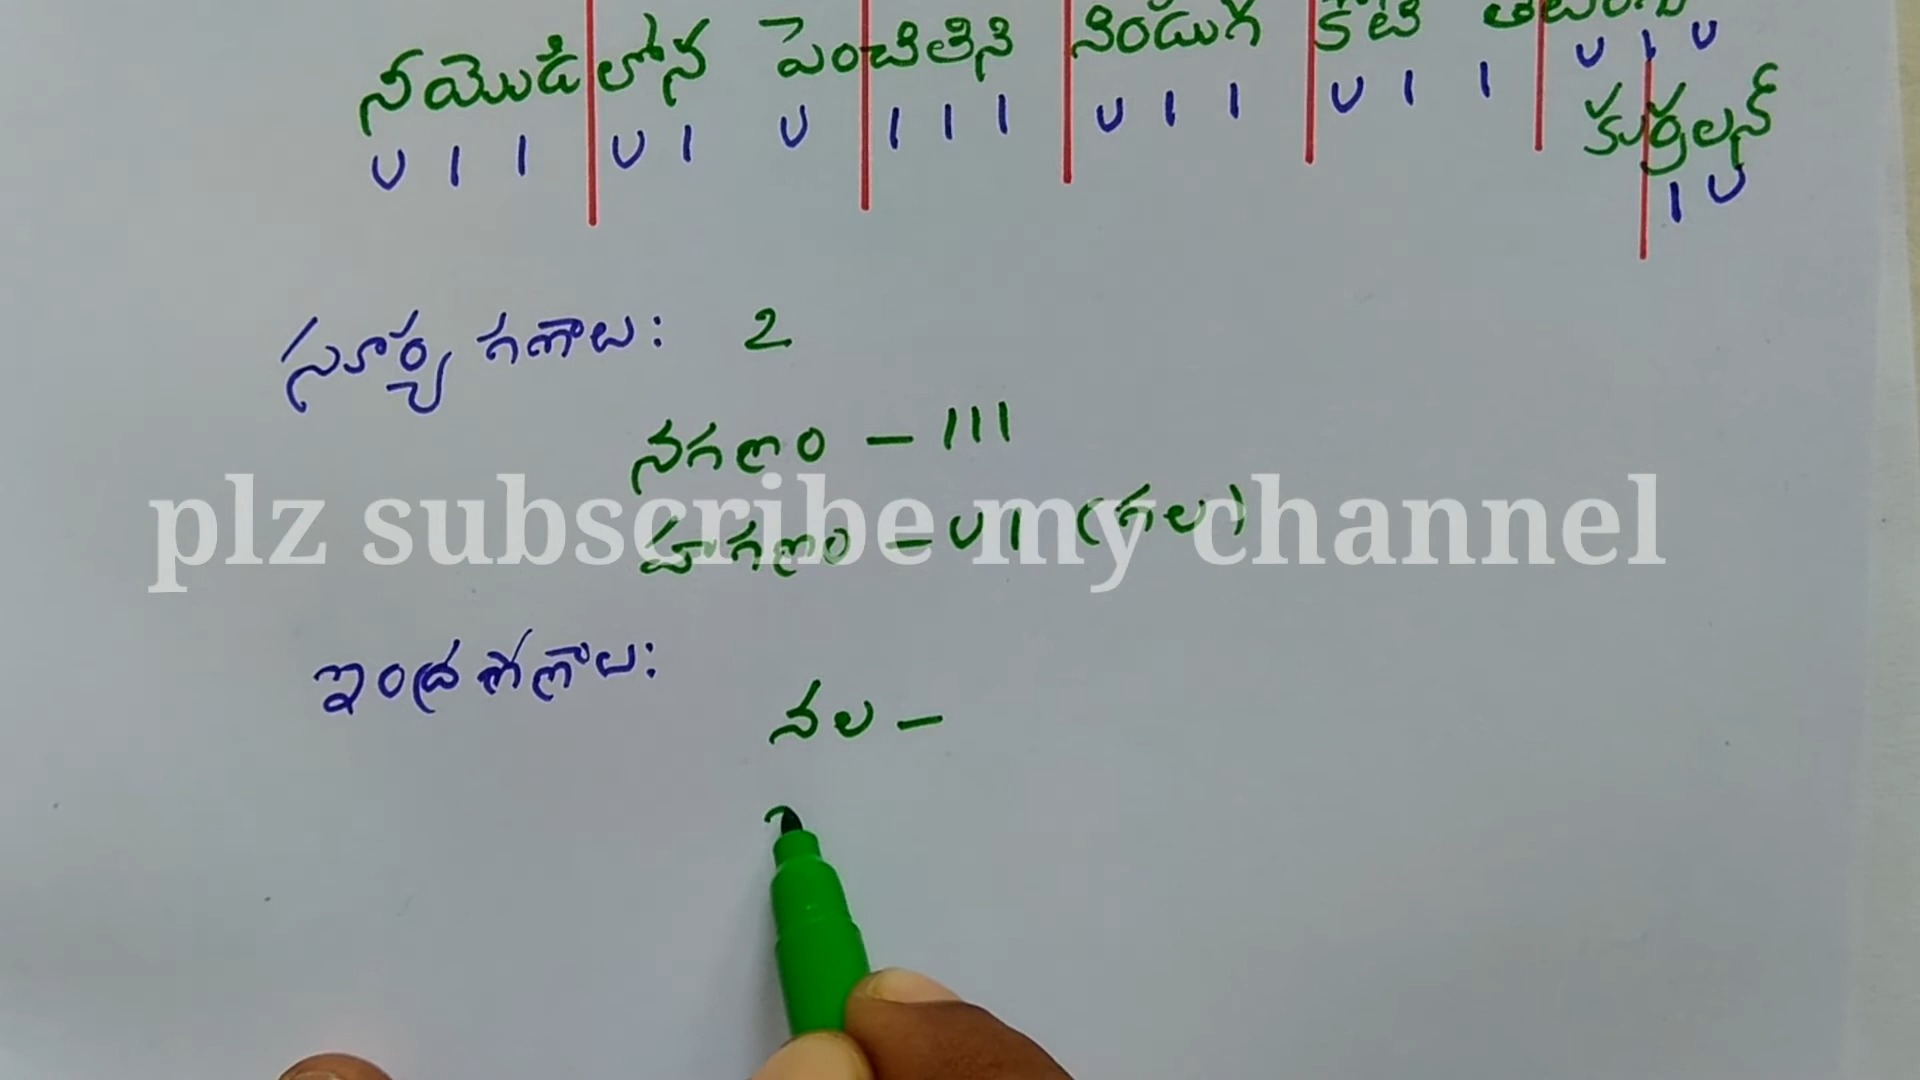 నీయొడిలోన పెంచితిని నిండుగ కోటి
U I I U I U I I I U I I U I I U I U
కుర్రలన్
I U
సూర్య గణాలు: 2
నగణం - III
plz subscribe my channel
హగణం - UI (గల)
ఇంద్ర గణాలు:
నల -